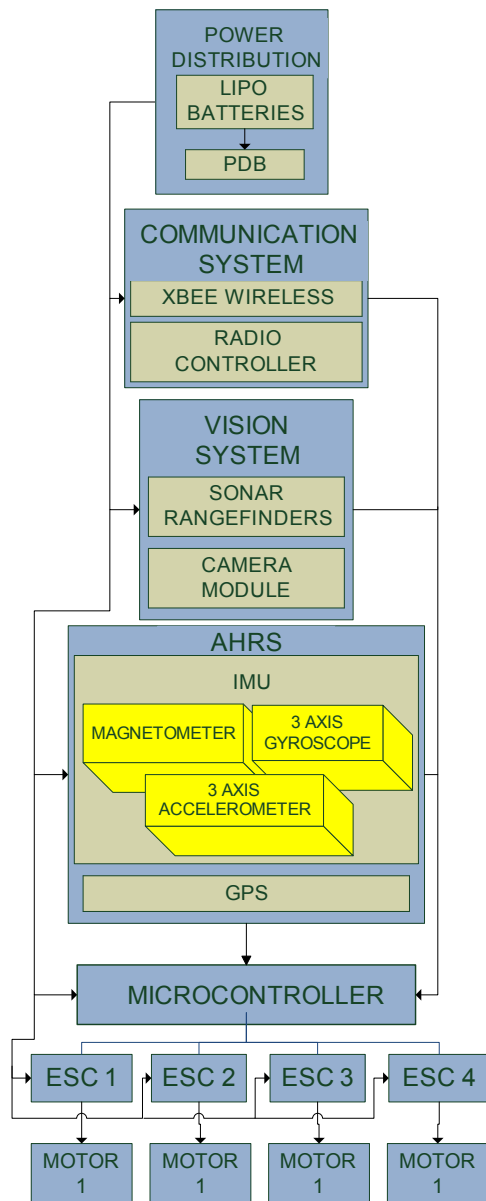 POWER
DISTRIBUTION
LIPO
BATTERIES
PDB
COMMUNICATION
SYSTEM
XBEE WIRELESS
RADIO
CONTROLLER
VISION
SYSTEM
SONAR
RANGEFINDERS
CAMERA
MODULE
AHRS
IMU
MAGNETOMETER
3 AXIS
GYROSCOPE
3 AXIS
ACCELEROMETER
GPS
MICROCONTROLLER
ESC 1
ESC 2
ESC 3
ESC 4
MOTOR
1
MOTOR
1
MOTOR
1
MOTOR
1